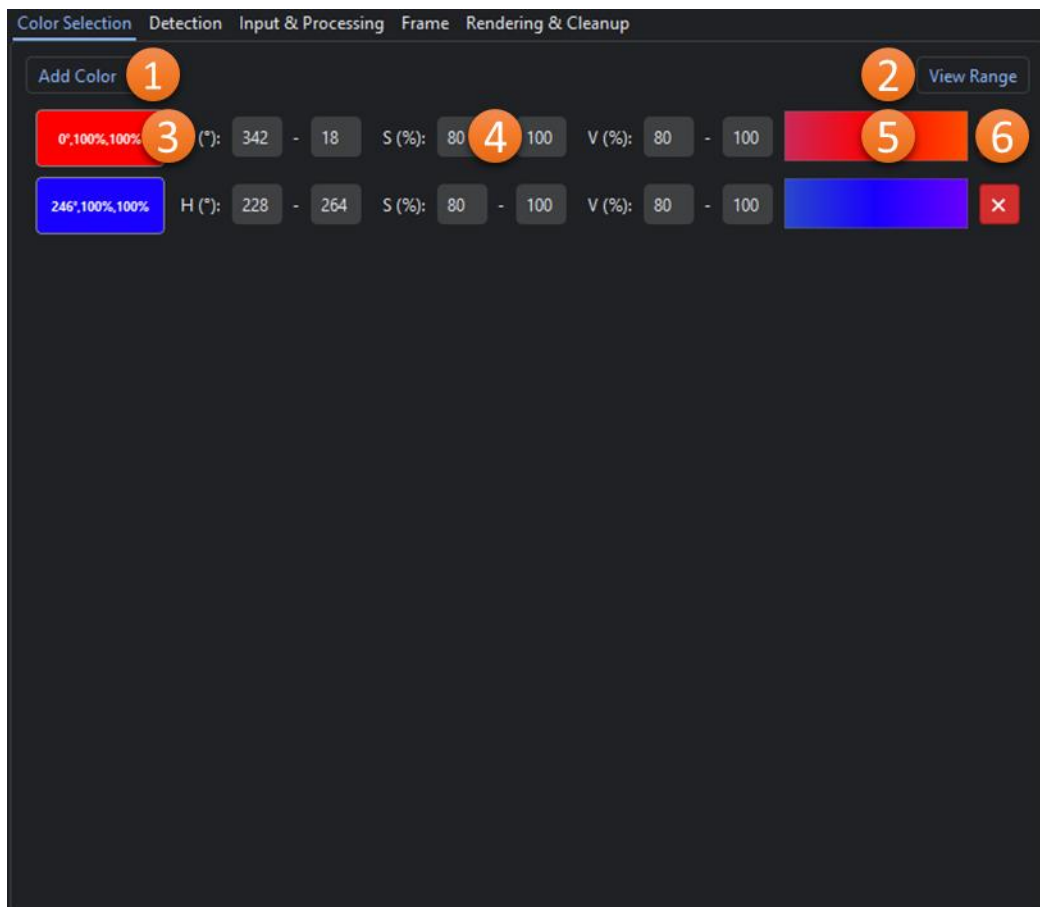 Color Selection Detection Input & Processing Frame Rendering & Cleanup
Add Color 1 2 View Range
0°,100%,100% 3 (°): 342 - 18 S (%): 80 4 100 V (%): 80 - 100 5 6
246°,100%,100% H (°): 228 - 264 S (%): 80 - 100 V (%): 80 - 100 ✕